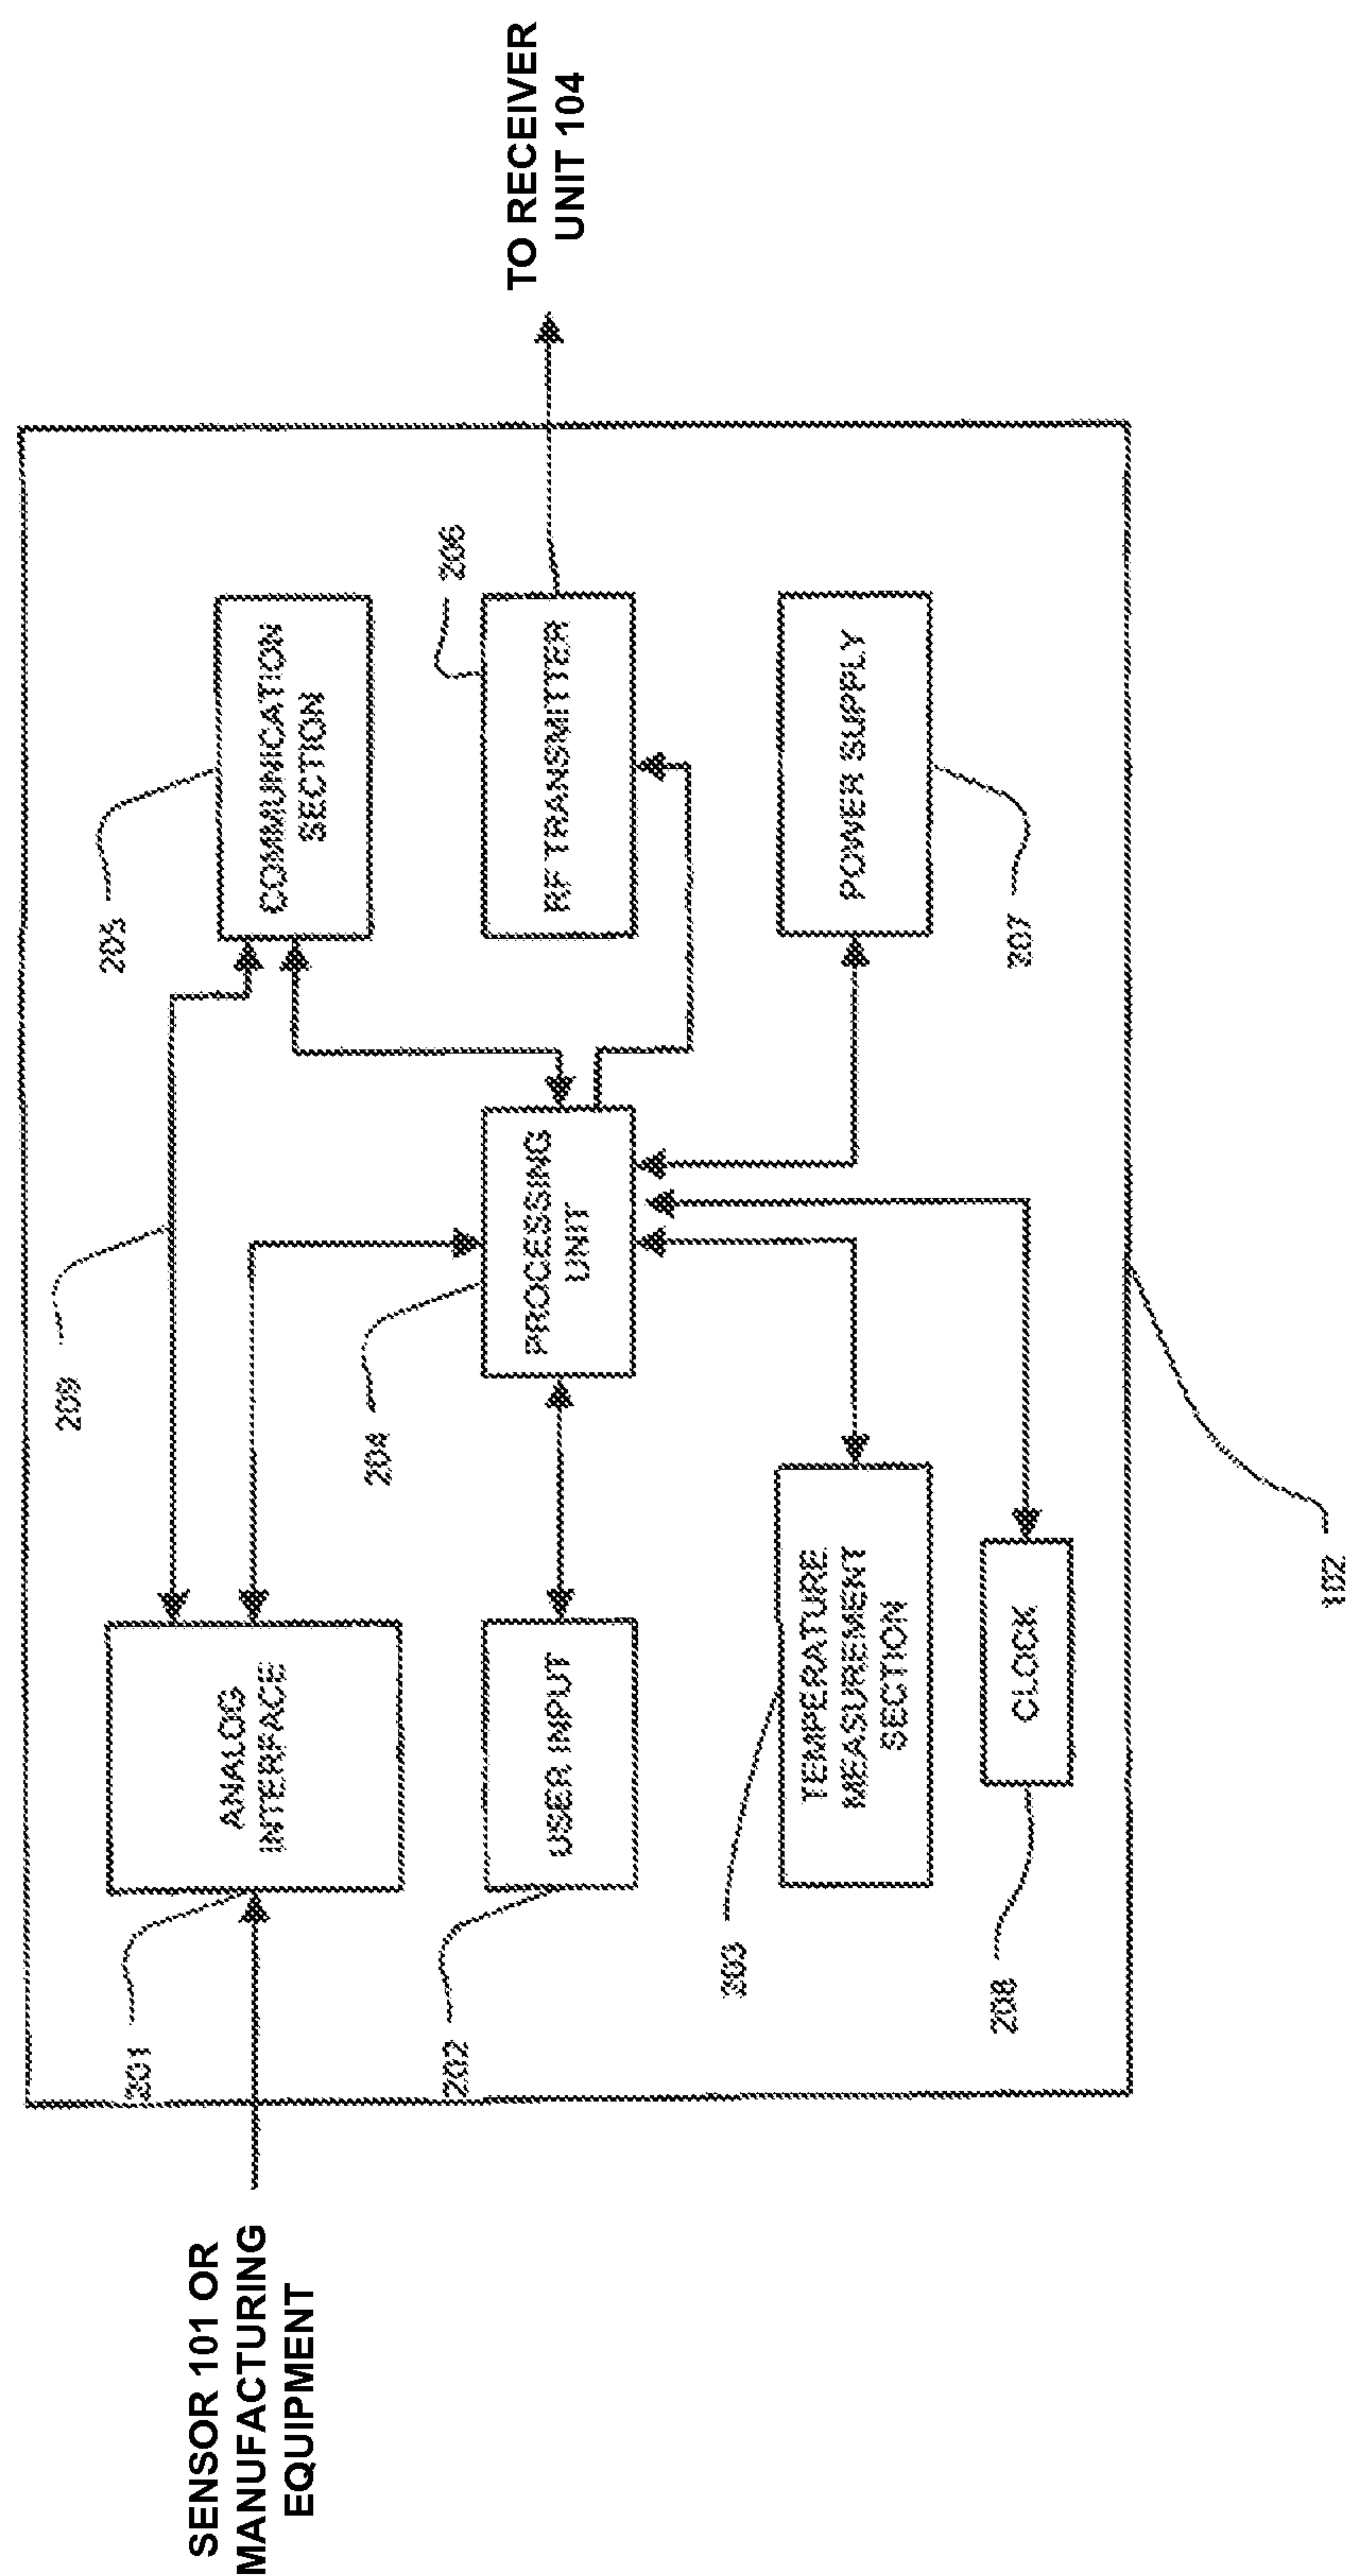 209
205
201
SENSOR 101 OR
MANUFACTURING
EQUIPMENT
ANALOG
INTERFACE
COMMUNICATION
SECTION
204
206
202
USER INPUT
PROCESSING
UNIT
RF TRANSMITTER
TO RECEIVER
UNIT 104
203
TEMPERATURE
MEASUREMENT
SECTION
POWER SUPPLY
207
208
CLOCK
102